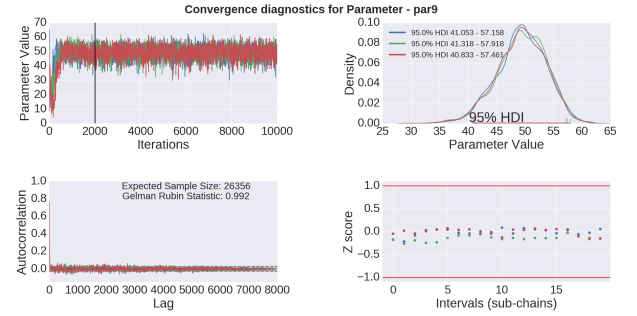 Convergence diagnostics for Parameter - par9
Parameter Value
70
60
50
40
30
20
10
0
0 2000 4000 6000 8000 10000
Iterations
Density
0.10
0.08
0.06
0.04
0.02
0.00
95.0% HDI 41.053 - 57.158
95.0% HDI 41.318 - 57.918
95.0% HDI 40.833 - 57.461
95% HDI
25 30 35 40 45 50 55 60 65
Parameter Value
Autocorrelation
1.0
0.8
0.6
0.4
0.2
0.0
Expected Sample Size: 26356
Gelman Rubin Statistic: 0.992
0 1000 2000 3000 4000 5000 6000 7000 8000
Lag
Z score
1.0
0.5
0.0
−0.5
−1.0
0 5 10 15
Intervals (sub-chains)